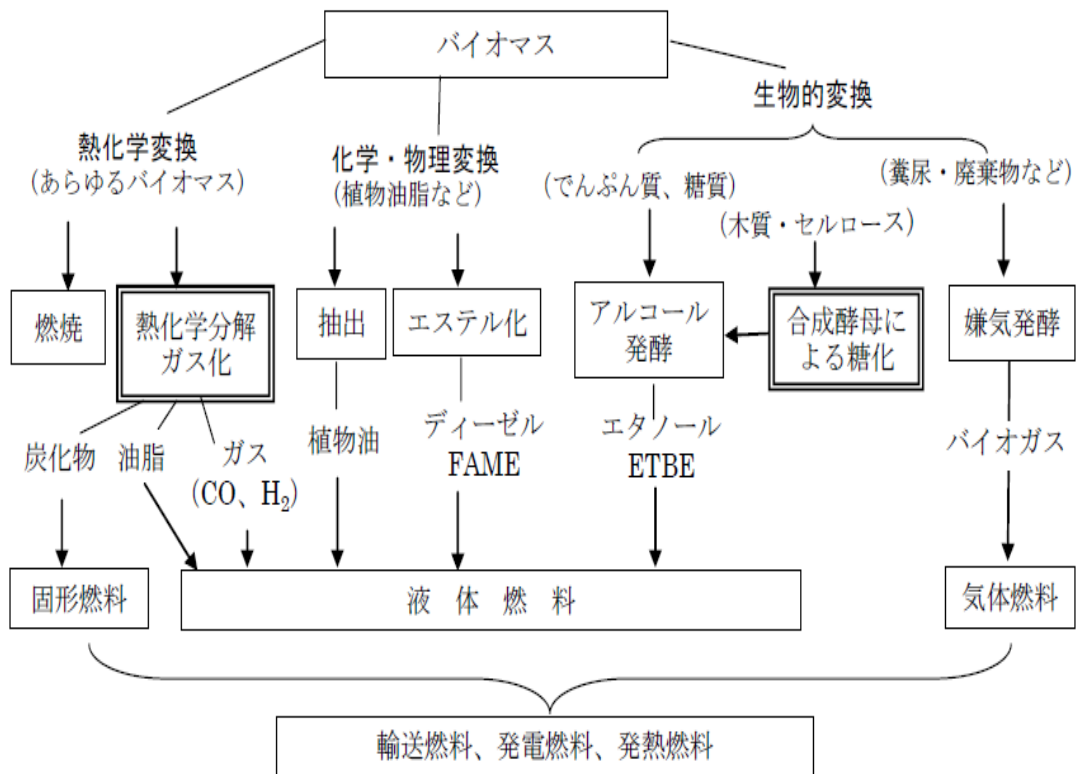 バイオマス
生物的変換
熱化学変換
(あらゆるバイオマス)
化学・物理変換
(植物油脂など)
(でんぷん質、糖質)
(木質・セルロース)
(糞尿・廃棄物など)
燃焼
熱化学分解
ガス化
抽出
エステル化
アルコール
発酵
合成酵母に
よる糖化
嫌気発酵
炭化物
油脂
ガス
(CO、H₂)
植物油
ディーゼル
FAME
エタノール
ETBE
バイオガス
固形燃料
液 体 燃 料
気体燃料
輸送燃料、発電燃料、発熱燃料